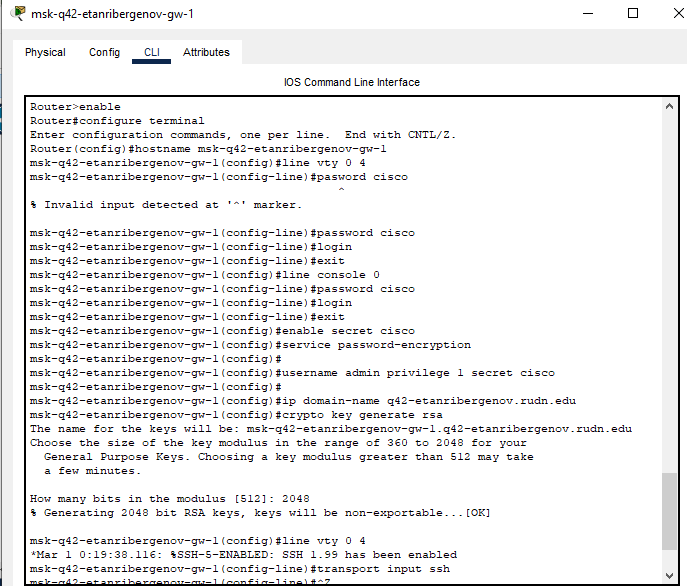 msk-q42-etanribergenov-gw-1
Physical Config CLI Attributes
IOS Command Line Interface
Router>enable
Router#configure terminal
Enter configuration commands, one per line.  End with CNTL/Z.
Router(config)#hostname msk-q42-etanribergenov-gw-1
msk-q42-etanribergenov-gw-1(config)#line vty 0 4
msk-q42-etanribergenov-gw-1(config-line)#pasword cisco
^
% Invalid input detected at '^' marker.
msk-q42-etanribergenov-gw-1(config-line)#password cisco
msk-q42-etanribergenov-gw-1(config-line)#login
msk-q42-etanribergenov-gw-1(config-line)#exit
msk-q42-etanribergenov-gw-1(config)#line console 0
msk-q42-etanribergenov-gw-1(config-line)#password cisco
msk-q42-etanribergenov-gw-1(config-line)#login
msk-q42-etanribergenov-gw-1(config-line)#exit
msk-q42-etanribergenov-gw-1(config)#enable secret cisco
msk-q42-etanribergenov-gw-1(config)#service password-encryption
msk-q42-etanribergenov-gw-1(config)#
msk-q42-etanribergenov-gw-1(config)#username admin privilege 1 secret cisco
msk-q42-etanribergenov-gw-1(config)#
msk-q42-etanribergenov-gw-1(config)#ip domain-name q42-etanribergenov.rudn.edu
msk-q42-etanribergenov-gw-1(config)#crypto key generate rsa
The name for the keys will be: msk-q42-etanribergenov-gw-1.q42-etanribergenov.rudn.edu
Choose the size of the key modulus in the range of 360 to 2048 for your
General Purpose Keys. Choosing a key modulus greater than 512 may take
a few minutes.
How many bits in the modulus [512]: 2048
% Generating 2048 bit RSA keys, keys will be non-exportable...[OK]
msk-q42-etanribergenov-gw-1(config)#line vty 0 4
*Mar 1 0:19:38.116: %SSH-5-ENABLED: SSH 1.99 has been enabled
msk-q42-etanribergenov-gw-1(config-line)#transport input ssh
msk-q42-etanribergenov-gw-1(config-line)#^Z